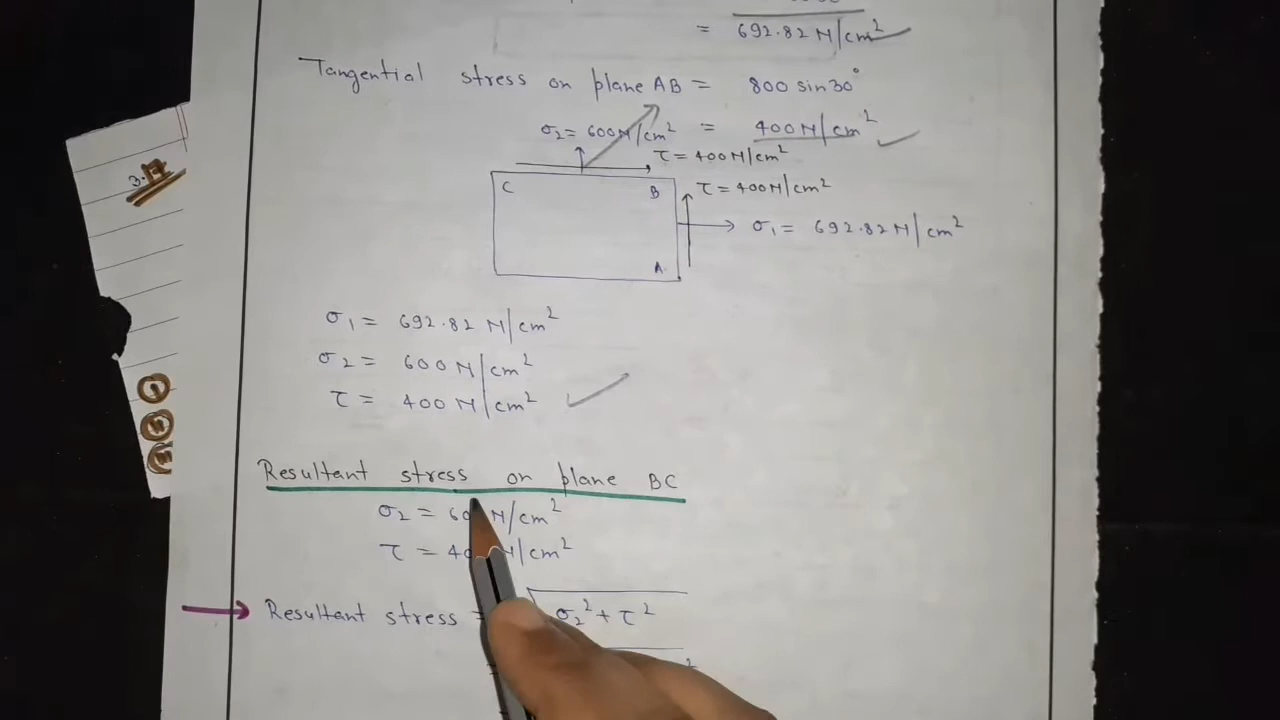 = 692.82 N/cm²
Tangential stress on plane AB = 800 sin30°
σ₂ = 600 N/cm² = 400 N/cm²
τ = 400 N/cm²
C B τ = 400 N/cm²
σ₁ = 692.82 N/cm²
A
σ₁ = 692.82 N/cm²
σ₂ = 600 N/cm²
τ = 400 N/cm²
Resultant stress on plane BC
σ₂ = 60 N/cm²
τ = 40 N/cm²
Resultant stress = √σ₂² + τ²